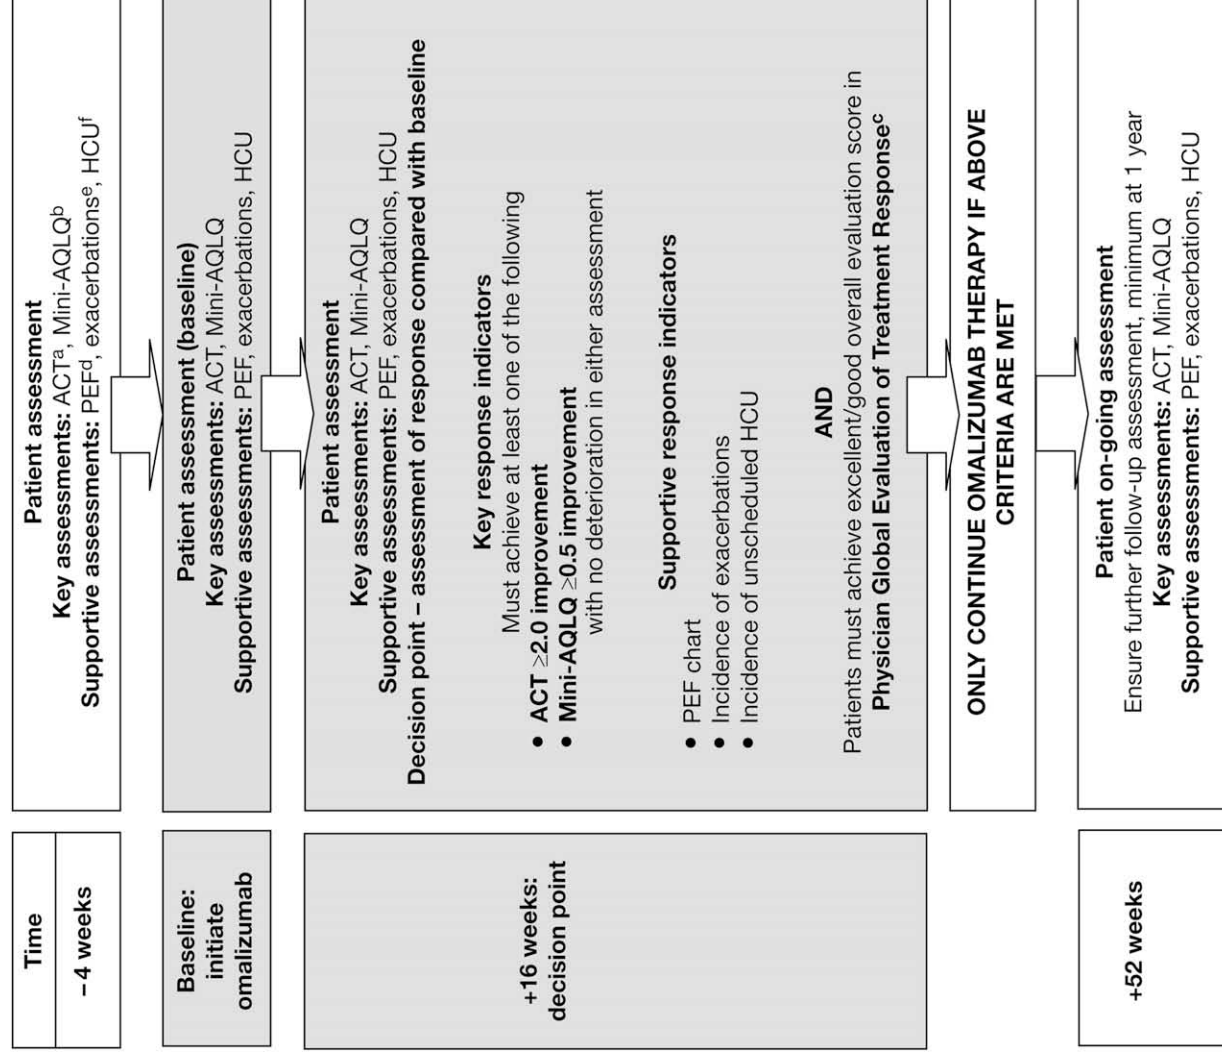 Time
−4 weeks
Patient assessment
Key assessments: ACTa, Mini-AQLQb
Supportive assessments: PEFd, exacerbationse, HCUf
Baseline:
initiate
omalizumab
Patient assessment (baseline)
Key assessments: ACT, Mini-AQLQ
Supportive assessments: PEF, exacerbations, HCU
+16 weeks:
decision point
Patient assessment
Key assessments: ACT, Mini-AQLQ
Supportive assessments: PEF, exacerbations, HCU
Decision point – assessment of response compared with baseline
Key response indicators
Must achieve at least one of the following
• ACT ≥2.0 improvement
• Mini-AQLQ ≥0.5 improvement
with no deterioration in either assessment
Supportive response indicators
• PEF chart
• Incidence of exacerbations
• Incidence of unscheduled HCU
AND
Patients must achieve excellent/good overall evaluation score in
Physician Global Evaluation of Treatment Responsec
ONLY CONTINUE OMALIZUMAB THERAPY IF ABOVE
CRITERIA ARE MET
+52 weeks
Patient on-going assessment
Ensure further follow-up assessment, minimum at 1 year
Key assessments: ACT, Mini-AQLQ
Supportive assessments: PEF, exacerbations, HCU